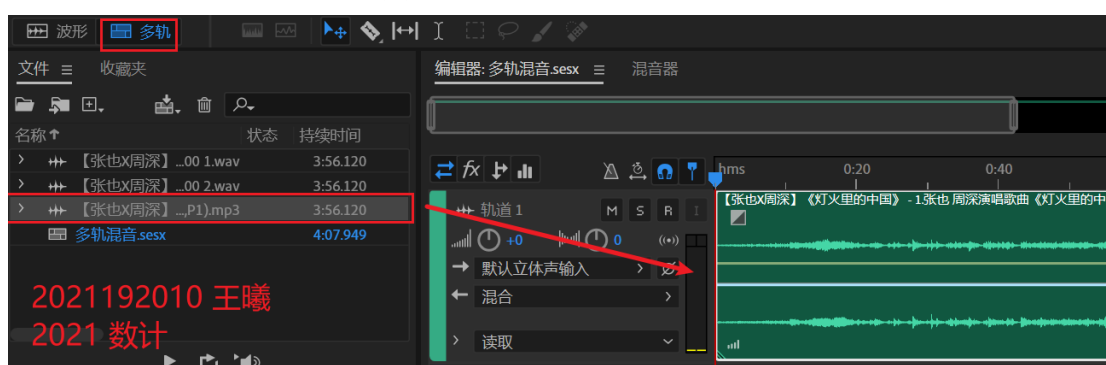 波形 多轨
文件 收藏夹
编辑器: 多轨混音.sesx 混音器
名称 状态 持续时间
【张也X周深】...00 1.wav 3:56.120
【张也X周深】...00 2.wav 3:56.120
【张也X周深】...,P1).mp3 3:56.120
多轨混音.sesx 4:07.949
2021192010 王曦
2021 数计
fx
hms 0:20 0:40
轨道 1 M S R I
【张也X周深】《灯火里的中国》 - 1.张也 周深演唱歌曲《灯火里的中
+0 0
默认立体声输入
混合
读取